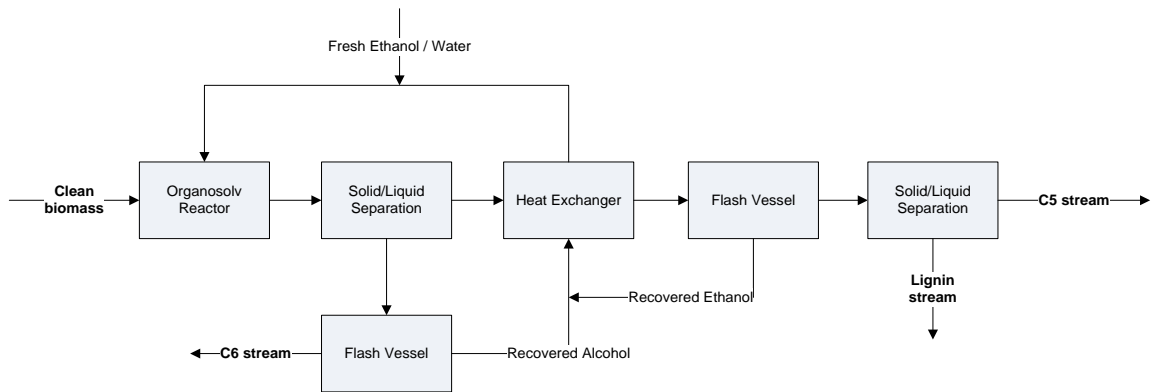 Fresh Ethanol / Water
Clean
biomass
Organosolv
Reactor
Solid/Liquid
Separation
Heat Exchanger
Flash Vessel
Solid/Liquid
Separation
C5 stream
Lignin
stream
Recovered Ethanol
C6 stream
Flash Vessel
Recovered Alcohol